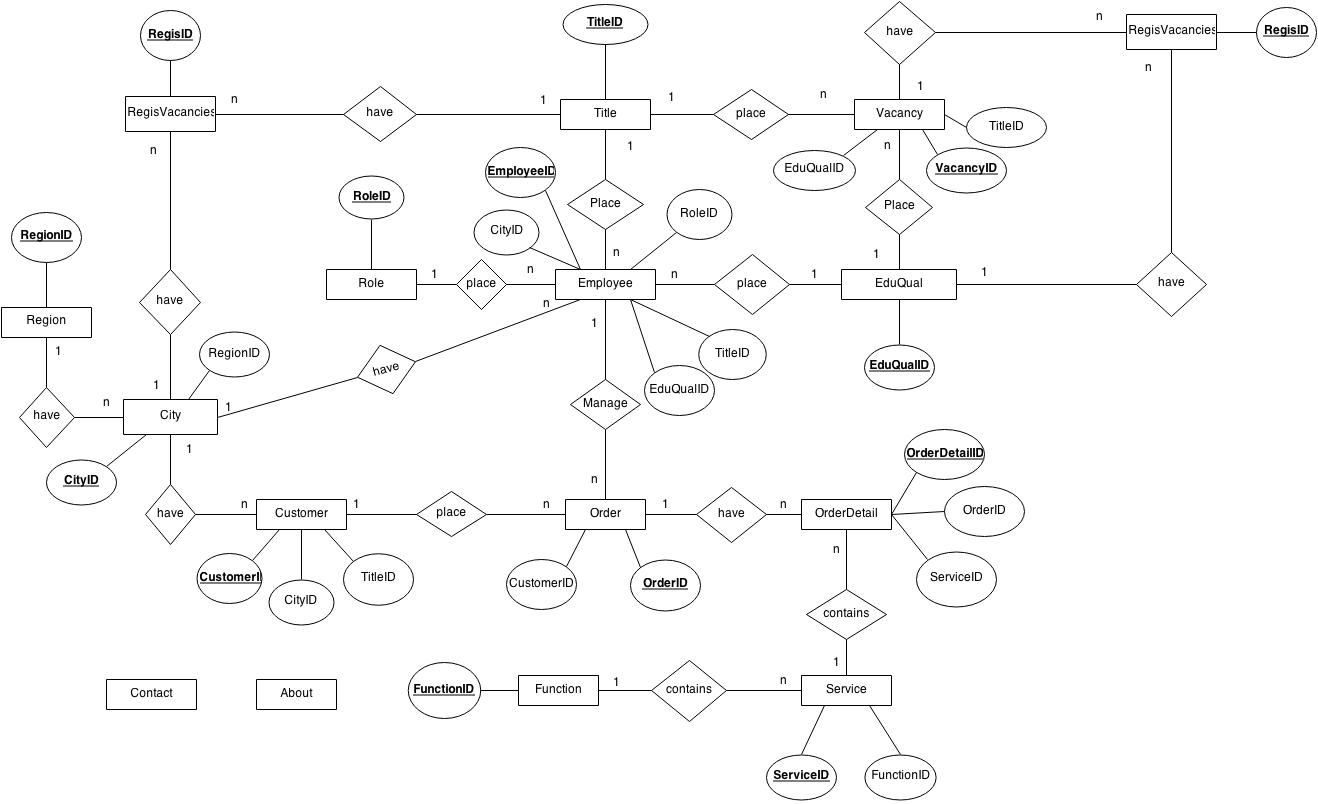 RegisID
TitleID
have
n
RegisVacancies
RegisID
n
1
n
have
1
Title
1
place
n
Vacancy
TitleID
RegisVacancies
n
1
n
EmployeeID
EduQualID
VacancyID
RoleID
Place
RoleID
Place
CityID
RegionID
n
1
1
place
n
Role
Employee
n
place
1
EduQual
1
have
n
have
Region
1
RegionID
1
have
TitleID
EduQualID
EduQualID
1
n
1
Manage
have
City
1
CityID
n
OrderDetailID
have
n
Customer
1
place
n
Order
1
have
n
OrderDetail
OrderID
n
CustomerI
CityID
TitleID
CustomerID
OrderID
ServiceID
contains
1
Contact
About
FunctionID
Function
1
contains
n
Service
ServiceID
FunctionID